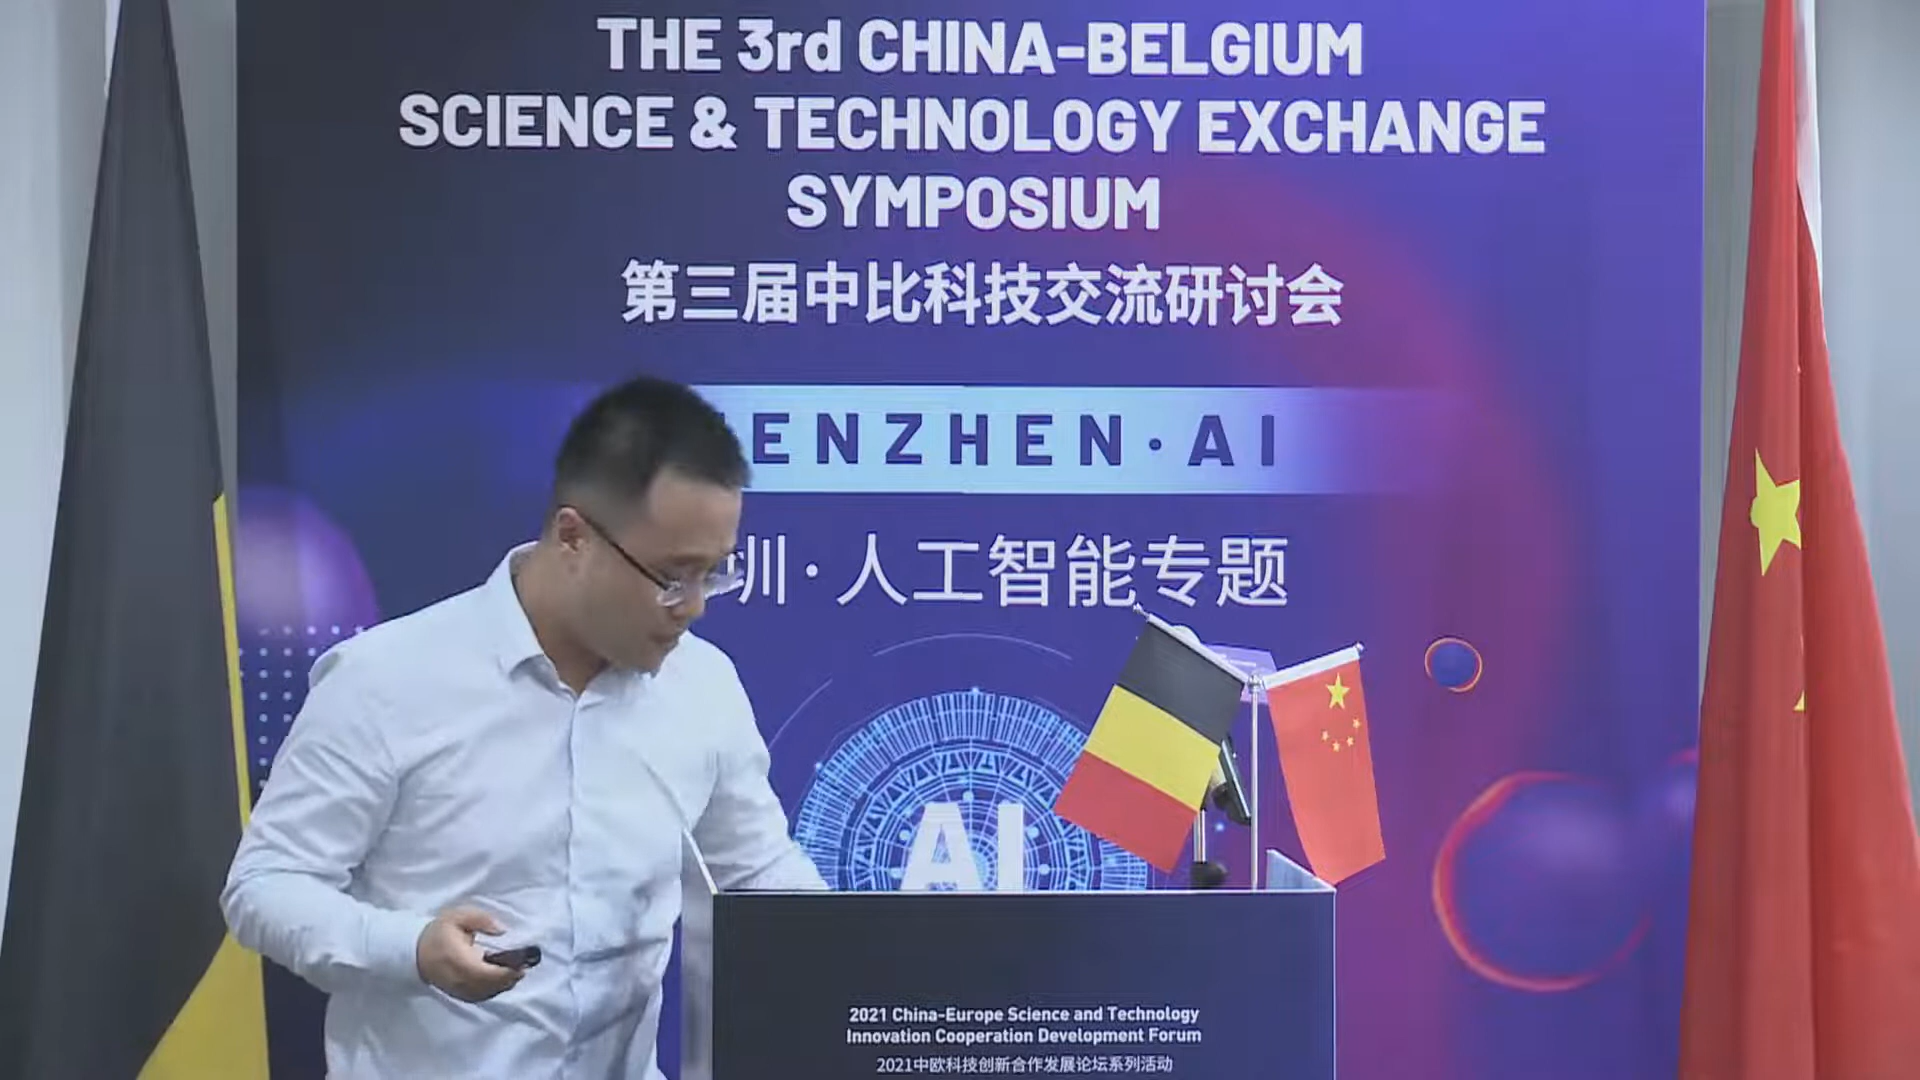 THE 3rd CHINA-BELGIUM
SCIENCE & TECHNOLOGY EXCHANGE
SYMPOSIUM
第三届中比科技交流研讨会
ENZHEN·AI
圳·人工智能专题
AI
2021 China-Europe Science and Technology
Innovation Cooperation Development Forum
2021中欧科技创新合作发展论坛系列活动